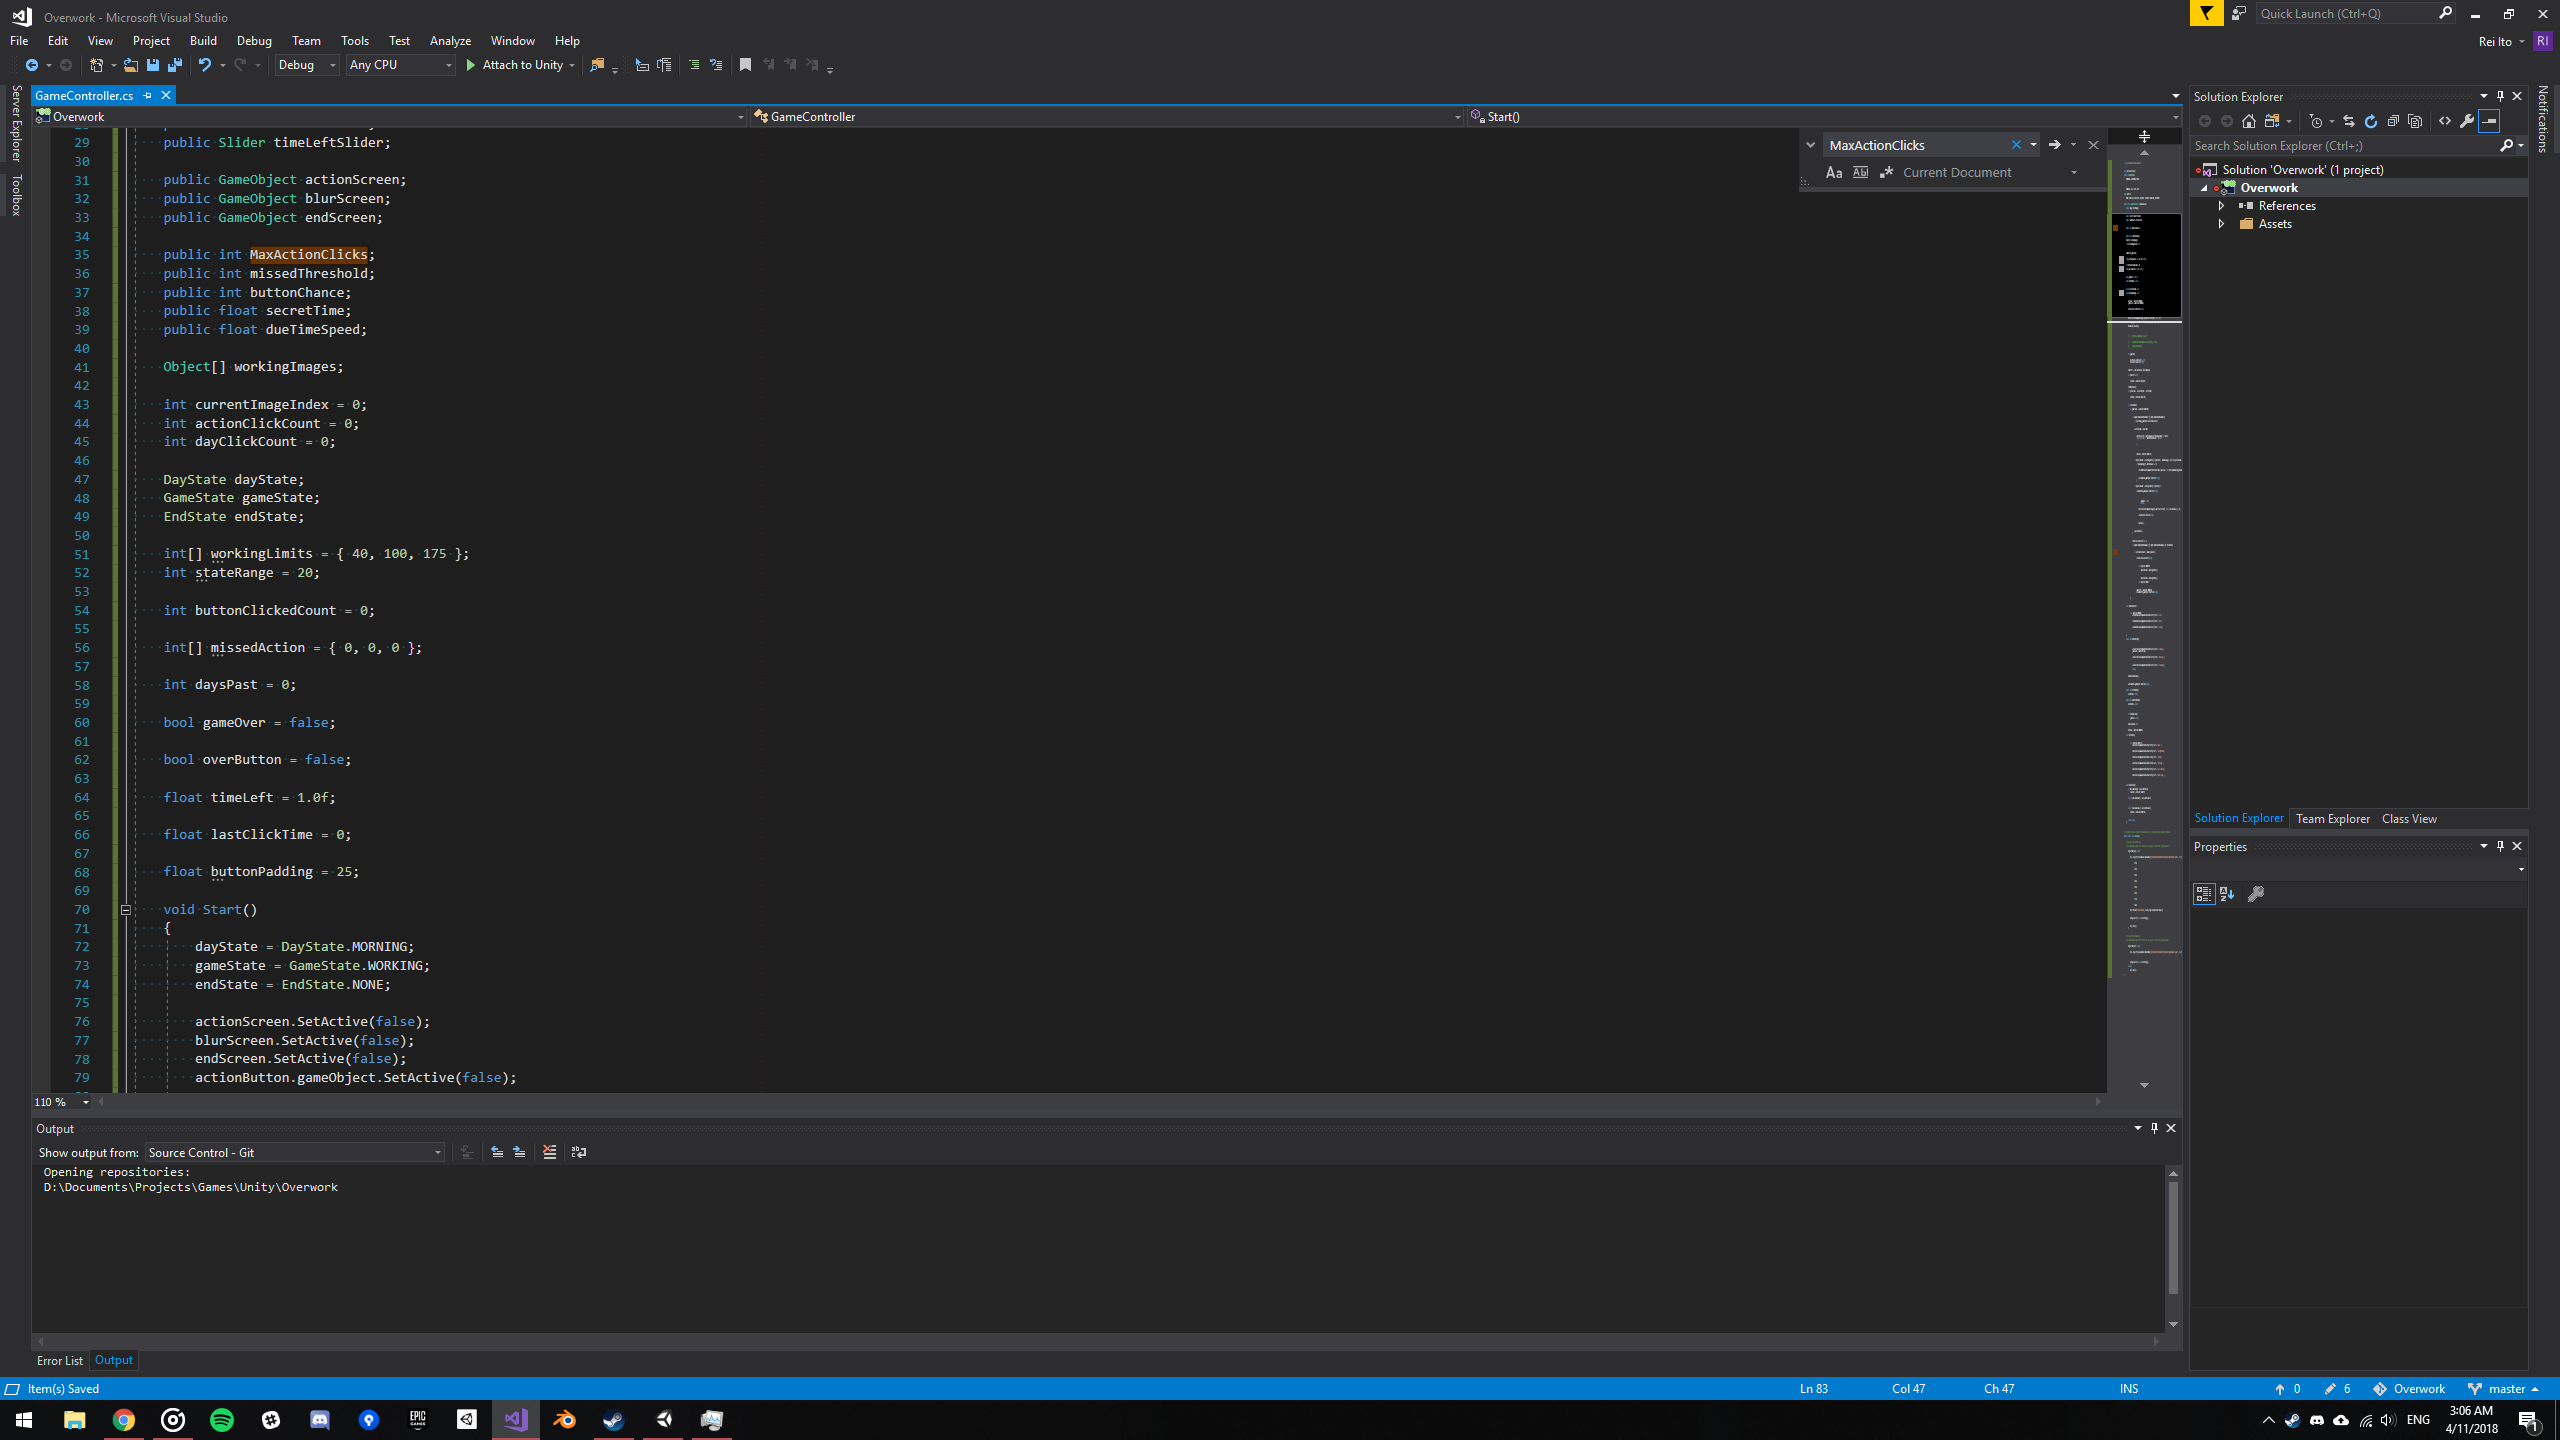 Overwork - Microsoft Visual Studio
Quick Launch (Ctrl+Q)
File Edit View Project Build Debug Team Tools Test Analyze Window Help
Rei Ito RI
Debug Any CPU Attach to Unity
Server Explorer
Toolbox
GameController.cs
Overwork GameController Start()
MaxActionClicks
Aa Ab Current Document
29 public Slider timeLeftSlider;
30
31 public GameObject actionScreen;
32 public GameObject blurScreen;
33 public GameObject endScreen;
34
35 public int MaxActionClicks;
36 public int missedThreshold;
37 public int buttonChance;
38 public float secretTime;
39 public float dueTimeSpeed;
40
41 Object[] workingImages;
42
43 int currentImageIndex = 0;
44 int actionClickCount = 0;
45 int dayClickCount = 0;
46
47 DayState dayState;
48 GameState gameState;
49 EndState endState;
50
51 int[] workingLimits = { 40, 100, 175 };
52 int stateRange = 20;
53
54 int buttonClickedCount = 0;
55
56 int[] missedAction = { 0, 0, 0 };
57
58 int daysPast = 0;
59
60 bool gameOver = false;
61
62 bool overButton = false;
63
64 float timeLeft = 1.0f;
65
66 float lastClickTime = 0;
67
68 float buttonPadding = 25;
69
70 void Start()
71 {
72 dayState = DayState.MORNING;
73 gameState = GameState.WORKING;
74 endState = EndState.NONE;
75
76 actionScreen.SetActive(false);
77 blurScreen.SetActive(false);
78 endScreen.SetActive(false);
79 actionButton.gameObject.SetActive(false);
110 %
Output
Show output from: Source Control - Git
Opening repositories:
D:\Documents\Projects\Games\Unity\Overwork
Error List Output
Solution Explorer
Search Solution Explorer (Ctrl+;)
Solution 'Overwork' (1 project)
Overwork
References
Assets
Solution Explorer Team Explorer Class View
Properties
Notifications
Item(s) Saved Ln 83 Col 47 Ch 47 INS 0 6 Overwork master
EPIC GAMES
ENG
3:06 AM
4/11/2018
1